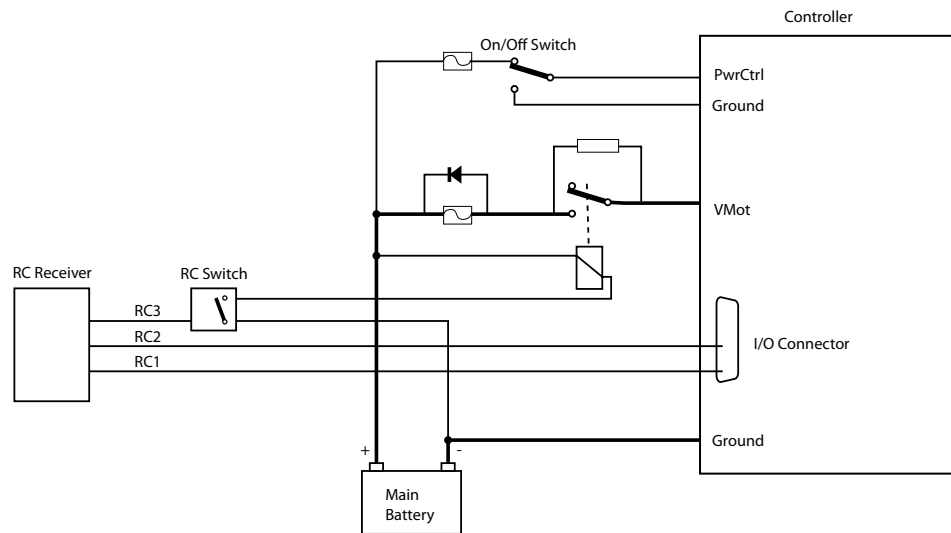 Controller
On/Off Switch
PwrCtrl
Ground
VMot
RC Receiver
RC Switch
RC3
RC2
RC1
I/O Connector
Ground
+
-
Main
Battery